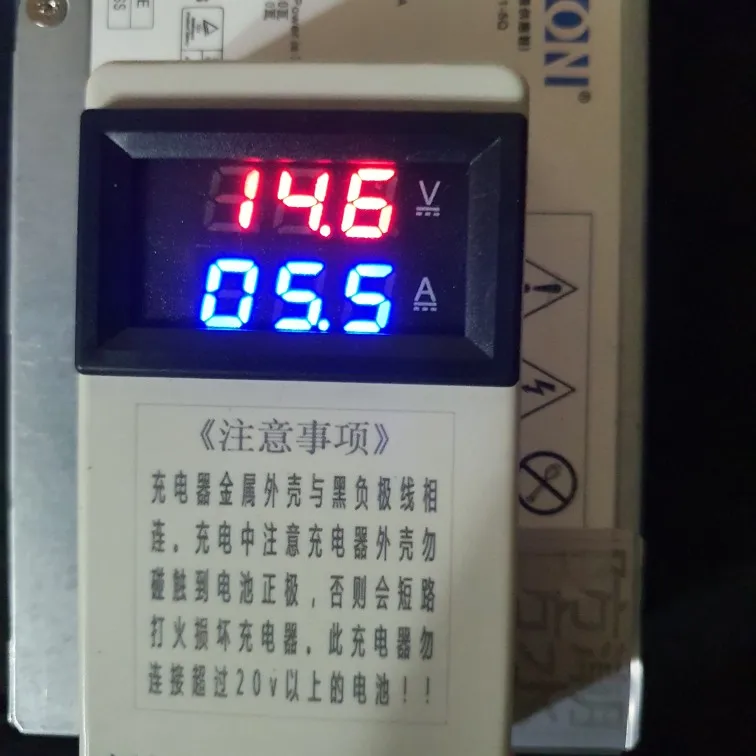 KONI®
14.6 V
05.5 A
《注意事项》
充电器金属外壳与黑负极线相
连。充电中注意充电器外壳勿
碰触到电池正极，否则会短路
打火损坏充电器。此充电器勿
连接超过20v以上的电池！！